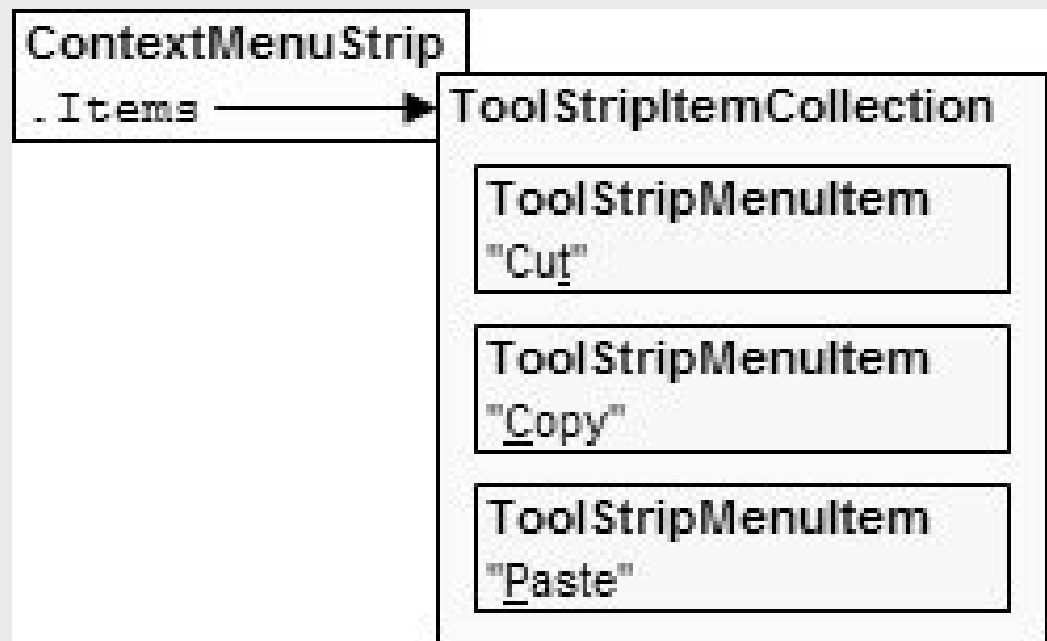 ContextMenuStrip
.Items
ToolStripItemCollection
ToolStripMenuItem
"Cut"
ToolStripMenuItem
"Copy"
ToolStripMenuItem
"Paste"